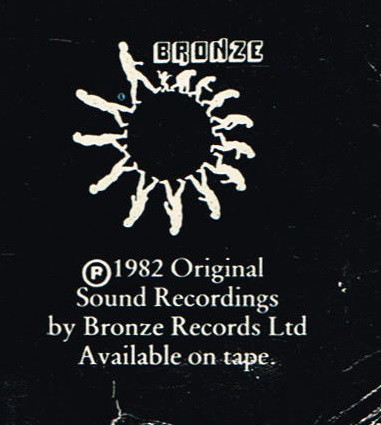 BRONZE
℗1982 Original
Sound Recordings
by Bronze Records Ltd
Available on tape.